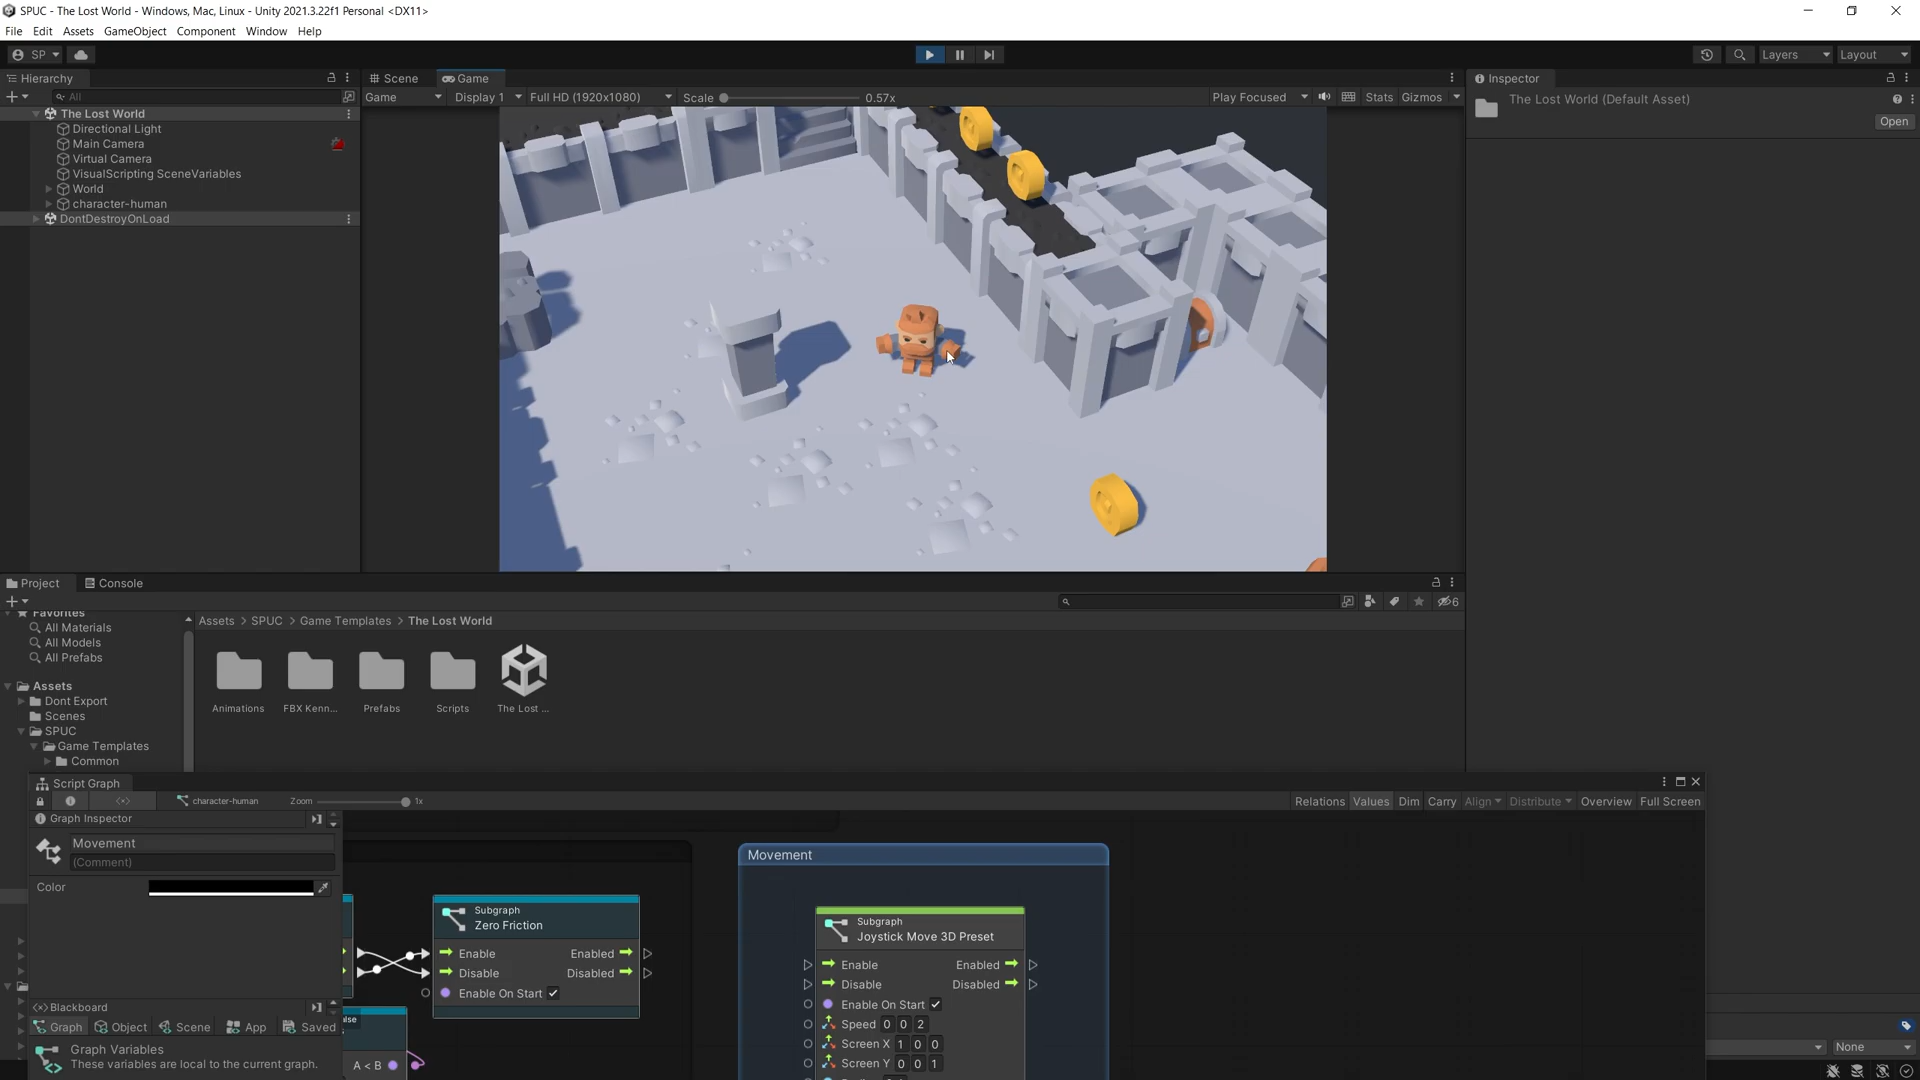 SPUC - The Lost World - Windows, Mac, Linux - Unity 2021.3.22f1 Personal <DX11>
File Edit Assets GameObject Component Window Help
SP Layers Layout
Hierarchy Scene Game Inspector
All Game Display 1 Full HD (1920x1080) Scale 0.57x Play Focused Stats Gizmos
The Lost World (Default Asset)
Open
The Lost World
Directional Light
Main Camera
Virtual Camera
VisualScripting SceneVariables
World
character-human
DontDestroyOnLoad
Project Console
6
Favorites
All Materials
All Models
All Prefabs
Assets
Dont Export
Scenes
SPUC
Game Templates
Common
Assets > SPUC > Game Templates > The Lost World
Animations FBX Kenn... Prefabs Scripts The Lost ...
Script Graph
character-human Zoom 1x Relations Values Dim Carry Align Distribute Overview Full Screen
Graph Inspector
Movement
(Comment)
Color
Blackboard
Graph Object Scene App Saved
Graph Variables
These variables are local to the current graph.
Subgraph
Zero Friction
Enable Enabled
Disable Disabled
Enable On Start
A < B
Movement
Subgraph
Joystick Move 3D Preset
Enable Enabled
Disable Disabled
Enable On Start
Speed 0 0 2
Screen X 1 0 0
Screen Y 0 0 1
None